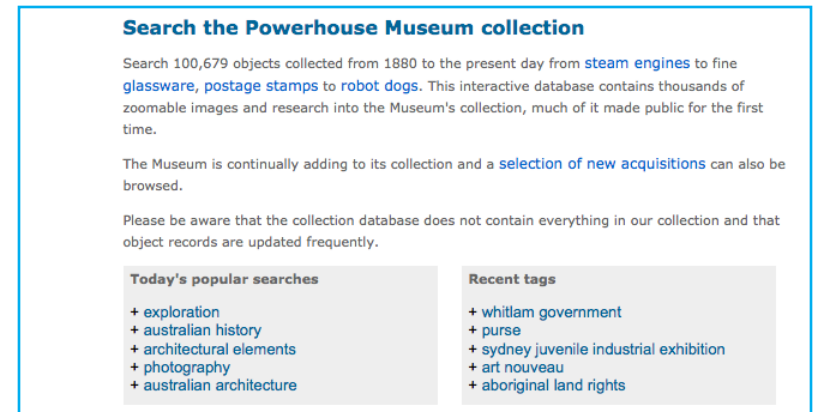 Search the Powerhouse Museum collection
Search 100,679 objects collected from 1880 to the present day from steam engines to fine
glassware, postage stamps to robot dogs. This interactive database contains thousands of
zoomable images and research into the Museum's collection, much of it made public for the first
time.
The Museum is continually adding to its collection and a selection of new acquisitions can also be
browsed.
Please be aware that the collection database does not contain everything in our collection and that
object records are updated frequently.
Today's popular searches
+ exploration
+ australian history
+ architectural elements
+ photography
+ australian architecture
Recent tags
+ whitlam government
+ purse
+ sydney juvenile industrial exhibition
+ art nouveau
+ aboriginal land rights